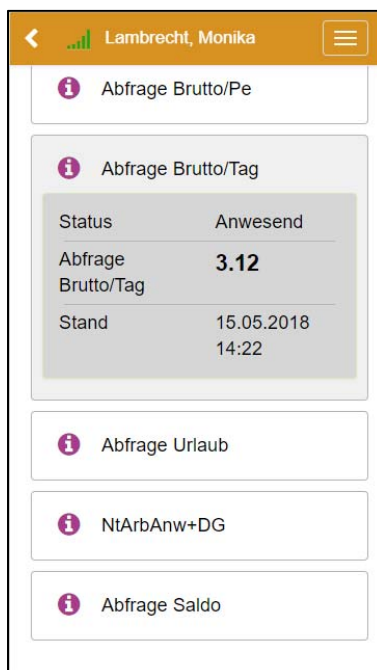 Lambrecht, Monika
Abfrage Brutto/Pe
Abfrage Brutto/Tag
Status Anwesend
Abfrage 3.12
Brutto/Tag
Stand 15.05.2018
14:22
Abfrage Urlaub
NtArbAnw+DG
Abfrage Saldo